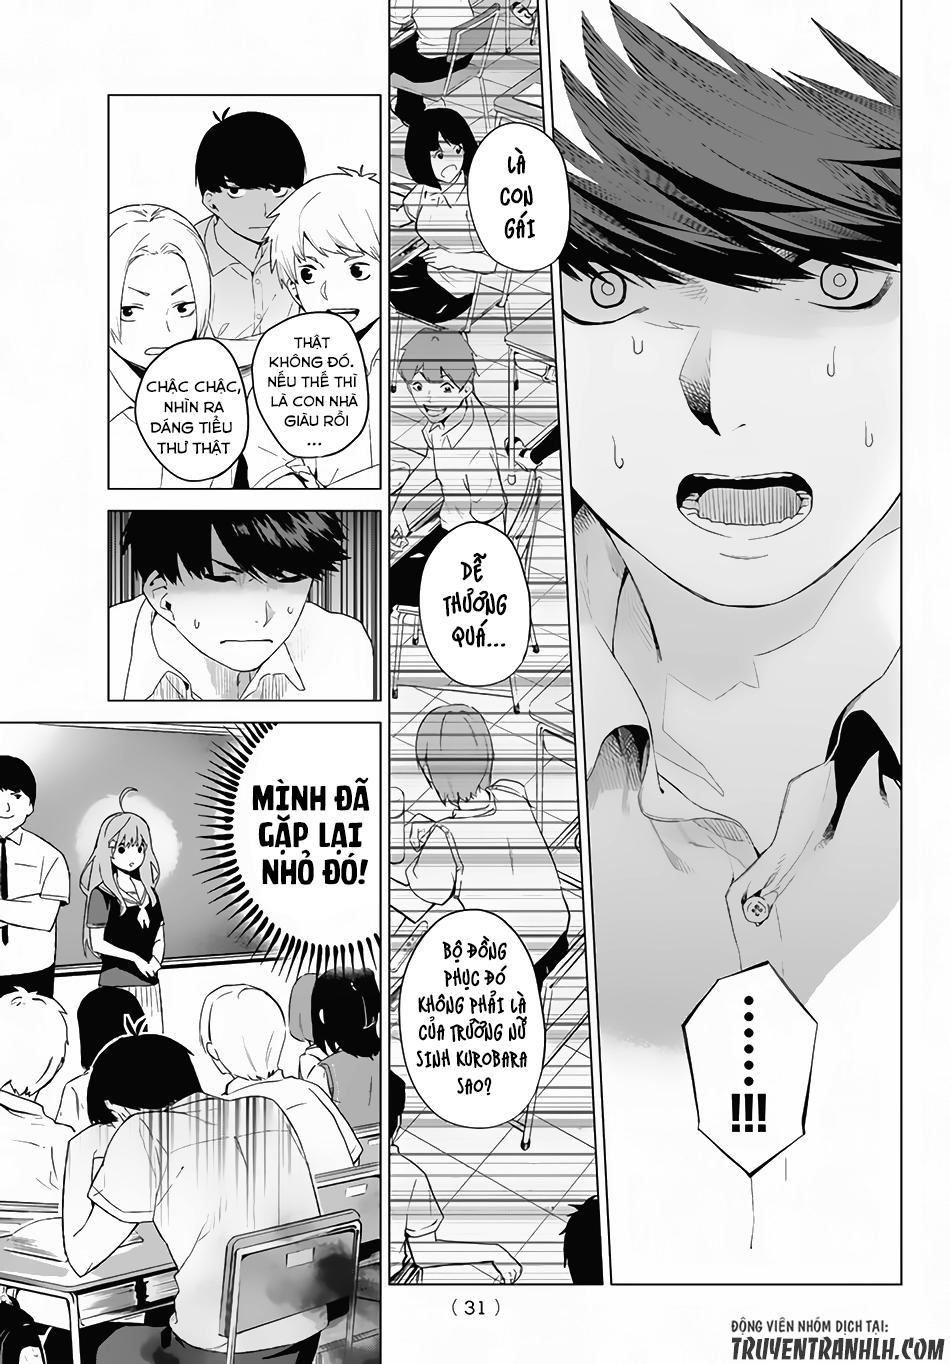 ......
!!!
LÀ
CON
GÁI
DỄ
THƯƠNG
QUÁ...
BỘ ĐỒNG
PHỤC ĐÓ
KHÔNG PHẢI LÀ
CỦA TRƯỜNG NỮ
SINH KUROBARA
SAO?
THẬT
KHÔNG ĐÓ.
NẾU THẾ THÌ
LÀ CON NHÀ
GIÀU RỒI
...
CHẬC CHẬC,
NHÌN RA
DÁNG TIỂU
THƯ THẬT
MÌNH ĐÃ
GẶP LẠI
NHỎ ĐÓ!
( 31 )
ĐỘNG VIÊN NHÓM DỊCH TẠI:
TRUYENTRANHLH.COM